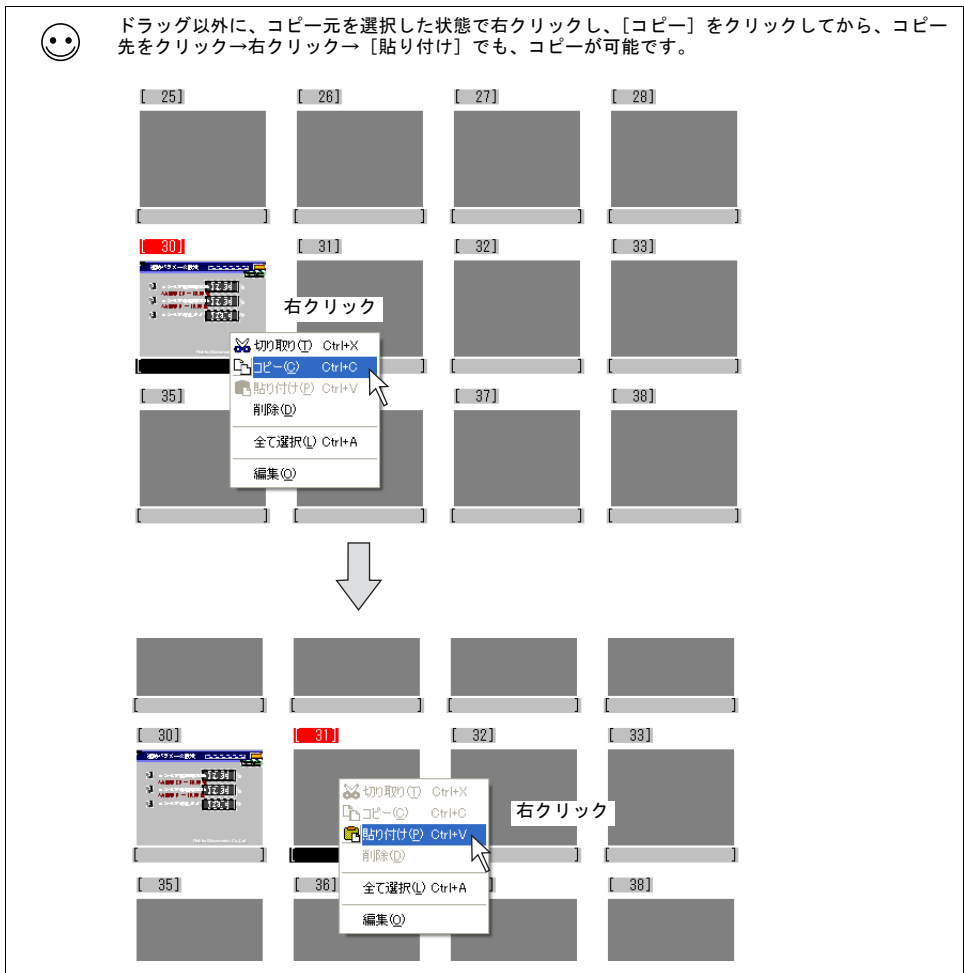 ドラッグ以外に、コピー元を選択した状態で右クリックし、[コピー] をクリックしてから、コピー
先をクリック→右クリック→ [貼り付け] でも、コピーが可能です。
[ 25] [ 26] [ 27] [ 28]
[ ] [ ] [ ] [ ]
[ 30] [ 31] [ 32] [ 33]
右クリック
切り取り(T) Ctrl+X
コピー(C) Ctrl+C
貼り付け(P) Ctrl+V
削除(D)
全て選択(L) Ctrl+A
編集(O)
[ 35] [ 37] [ 38]
[ ] [ ] [ ] [ ]
[ ] [ ] [ ] [ ]
[ 30] [ 31] [ 32] [ 33]
切り取り(T) Ctrl+X
コピー(C) Ctrl+C
右クリック
貼り付け(P) Ctrl+V
削除(D)
全て選択(L) Ctrl+A
編集(O)
[ 35] [ 36] [ 38]